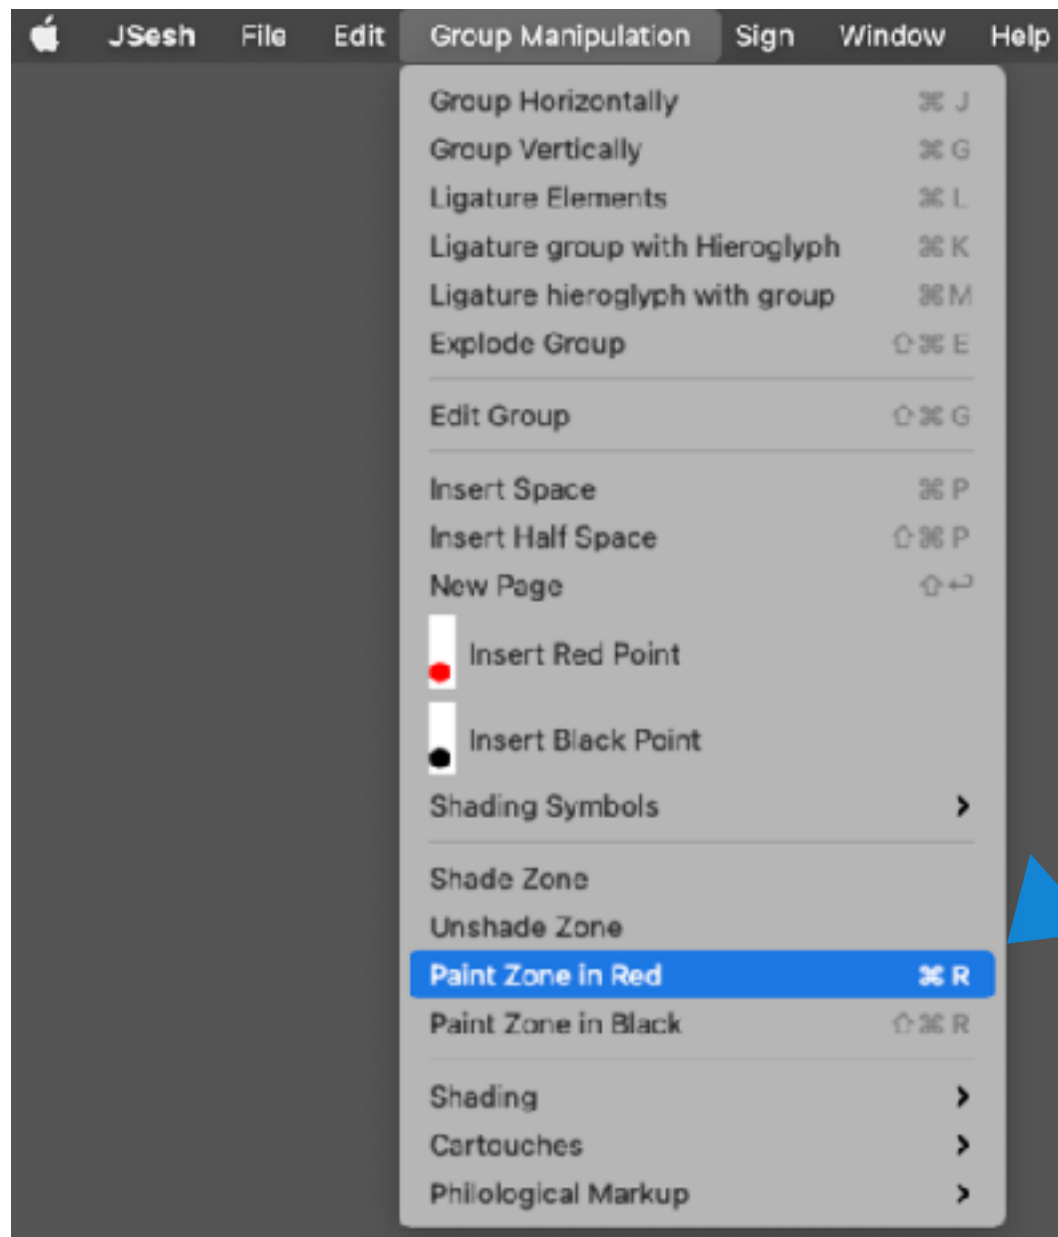 JSesh File Edit Group Manipulation Sign Window Help
Group Horizontally ⌘ J
Group Vertically ⌘ G
Ligature Elements ⌘ L
Ligature group with Hieroglyph ⌘ K
Ligature hieroglyph with group ⌘ M
Explode Group ⇧ ⌘ E
Edit Group ⇧ ⌘ G
Insert Space ⌘ P
Insert Half Space ⇧ ⌘ P
New Page ⇧ ↩
Insert Red Point
Insert Black Point
Shading Symbols
Shade Zone
Unshade Zone
Paint Zone in Red ⌘ R
Paint Zone in Black ⇧ ⌘ R
Shading
Cartouches
Philological Markup